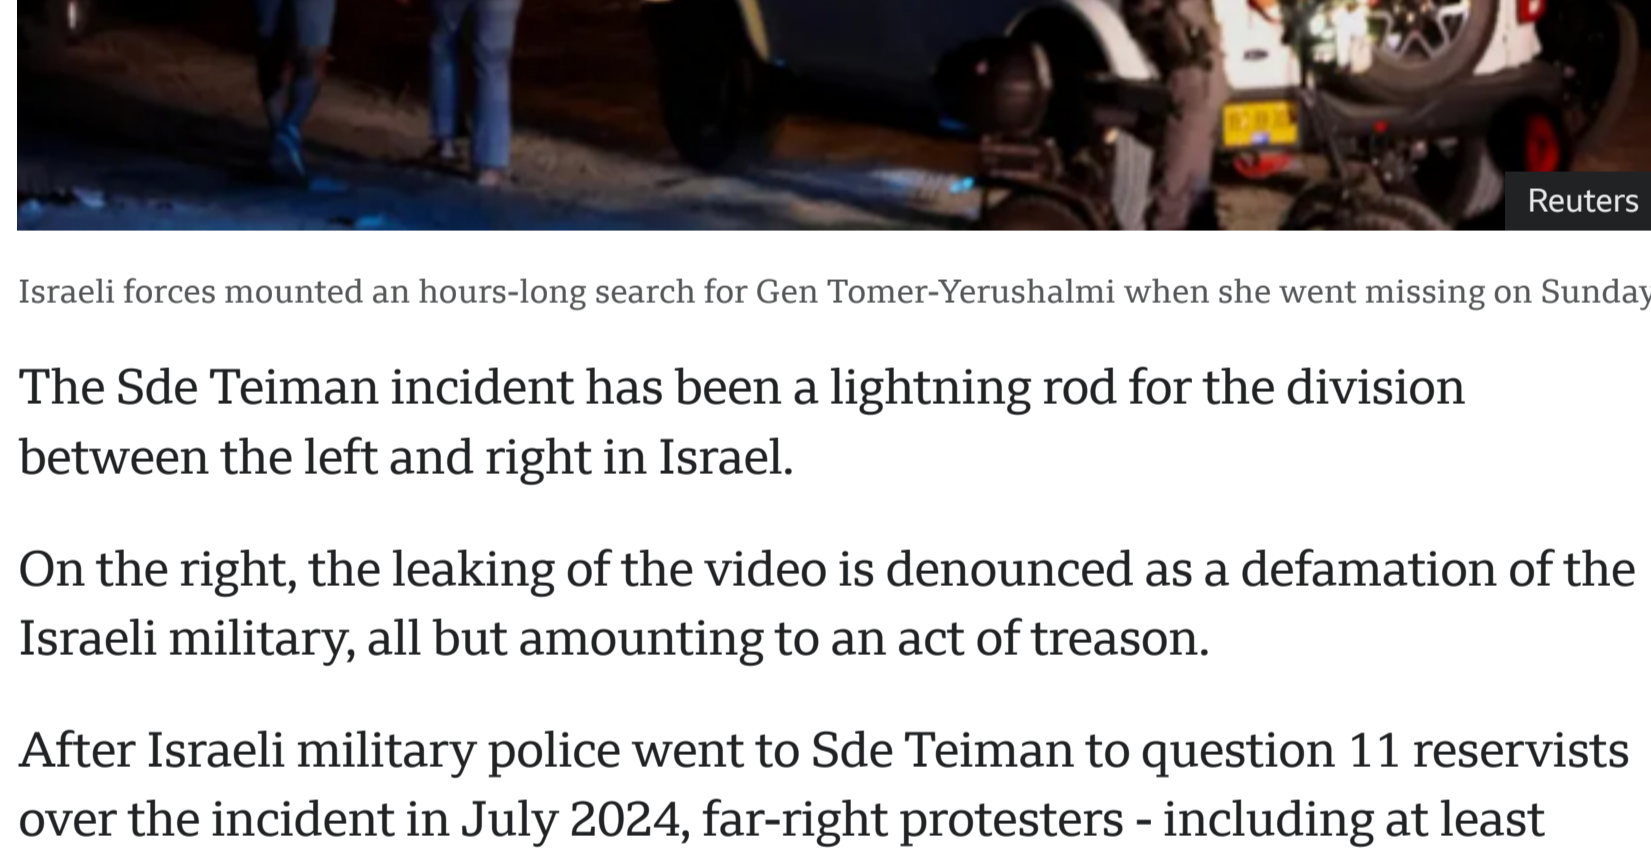 Reuters
Israeli forces mounted an hours-long search for Gen Tomer-Yerushalmi when she went missing on Sunday
The Sde Teiman incident has been a lightning rod for the division
between the left and right in Israel.
On the right, the leaking of the video is denounced as a defamation of the
Israeli military, all but amounting to an act of treason.
After Israeli military police went to Sde Teiman to question 11 reservists
over the incident in July 2024, far-right protesters - including at least